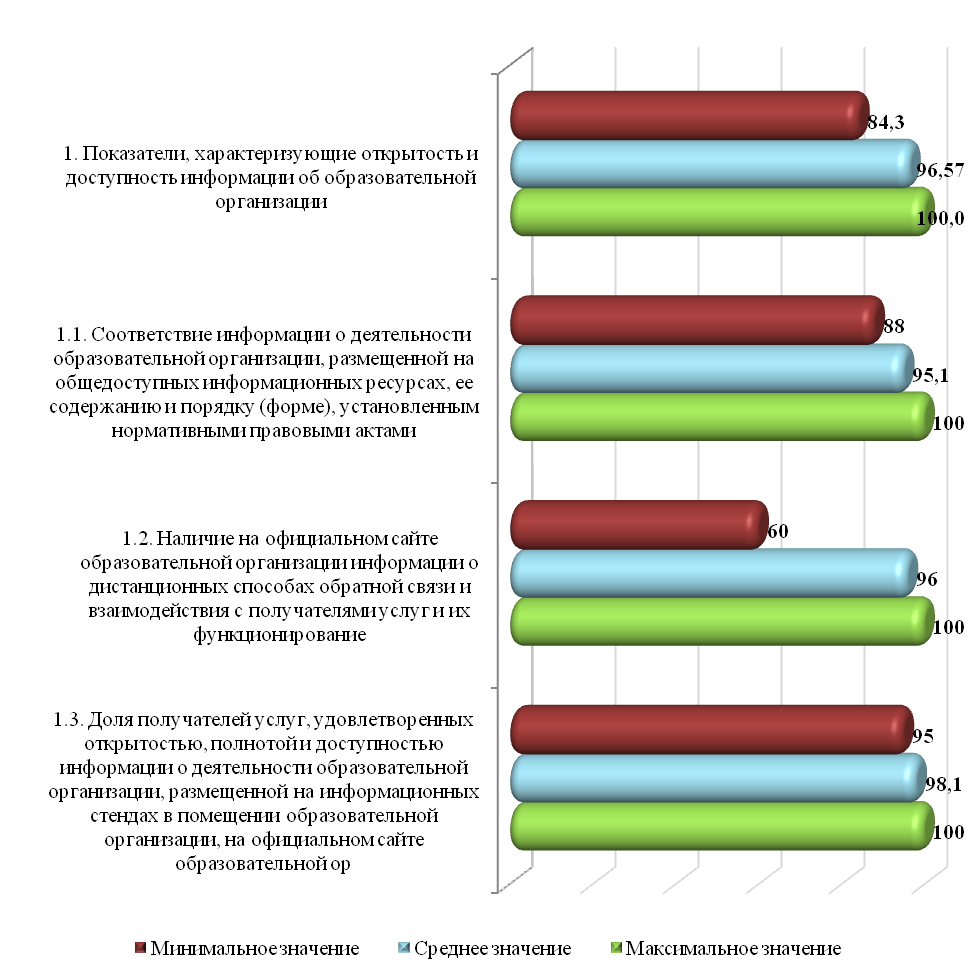 1. Показатели, характеризующие открытость и
доступность информации об образовательной
организации
84,3
96,57
100,0
1.1. Соответствие информации о деятельности
образовательной организации, размещенной на
общедоступных информационных ресурсах, ее
содержанию и порядку (форме), установленным
нормативными правовыми актами
88
95,1
100
1.2. Наличие на официальном сайте
образовательной организации информации о
дистанционных способах обратной связи и
взаимодействия с получателями услуг и их
функционирование
60
96
100
1.3. Доля получателей услуг, удовлетворенных
открытостью, полнотой и доступностью
информации о деятельности образовательной
организации, размещенной на информационных
стендах в помещении образовательной
организации, на официальном сайте
образовательной ор
95
98,1
100
Минимальное значение
Среднее значение
Максимальное значение